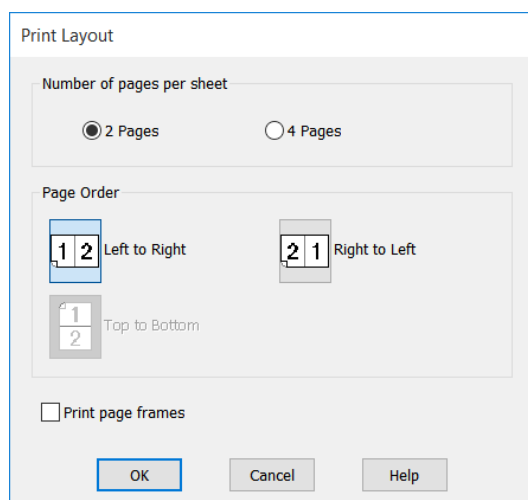 Print Layout
Number of pages per sheet
2 Pages 4 Pages
Page Order
1 2 Left to Right 2 1 Right to Left
1
2
Top to Bottom
Print page frames
OK Cancel Help